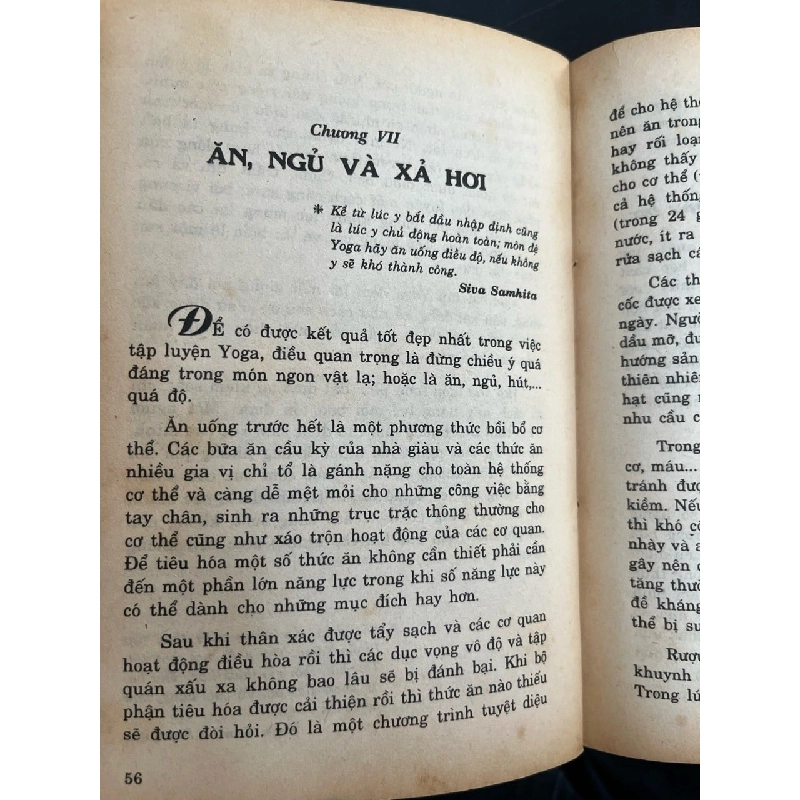 Chương VII
ĂN, NGỦ VÀ XẢ HƠI
* Kể từ lúc y bắt đầu nhập định cũng
là lúc y chủ động hoàn toàn; môn đệ
Yoga hãy ăn uống điều độ, nếu không
y sẽ khó thành công.
Siva Samhita
ĐỂ có được kết quả tốt đẹp nhất trong việc
tập luyện Yoga, điều quan trọng là đừng chiều ý quá
đáng trong món ngon vật lạ; hoặc là ăn, ngủ, hút,...
quá độ.
Ăn uống trước hết là một phương thức bồi bổ cơ
thể. Các bữa ăn cầu kỳ của nhà giàu và các thức ăn
nhiều gia vị chỉ tổ là gánh nặng cho toàn hệ thống
cơ thể và càng dễ mệt mỏi cho những công việc bằng
tay chân, sinh ra những trục trặc thông thường cho
cơ thể cũng như xáo trộn hoạt động của các cơ quan.
Để tiêu hóa một số thức ăn không cần thiết phải cần
đến một phần lớn năng lực trong khi số năng lực này
có thể dành cho những mục đích hay hơn.
Sau khi thân xác được tẩy sạch và các cơ quan
hoạt động điều hòa rồi thì các dục vọng vô độ và tập
quán xấu xa không bao lâu sẽ bị đánh bại. Khi bộ
phận tiêu hóa được cải thiện rồi thì thức ăn nào thiếu
sẽ được đòi hỏi. Đó là một chương trình tuyệt diệu
56
để cho hệ th
nên ăn trong
hay rối loạn
không thấy
cho cơ thể (
cả hệ thống
(trong 24 g
nước, ít ra
rửa sạch cá
Các th
cốc được xe
ngày. Ngườ
dầu mỡ, đu
hướng sản
thiên nhiên
hạt cũng
nhu cầu c
Trong
cơ, máu...
tránh đượ
kiềm. Nếu
thì khó cô
nhày và a
gây nên c
tăng thườ
đề kháng
thể bị su
Rượu
khuynh
Trong lú